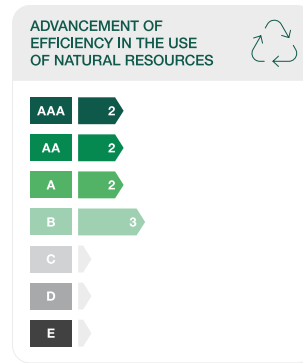 ADVANCEMENT OF
EFFICIENCY IN THE USE
OF NATURAL RESOURCES
AAA 2
AA 2
A 2
B 3
C
D
E